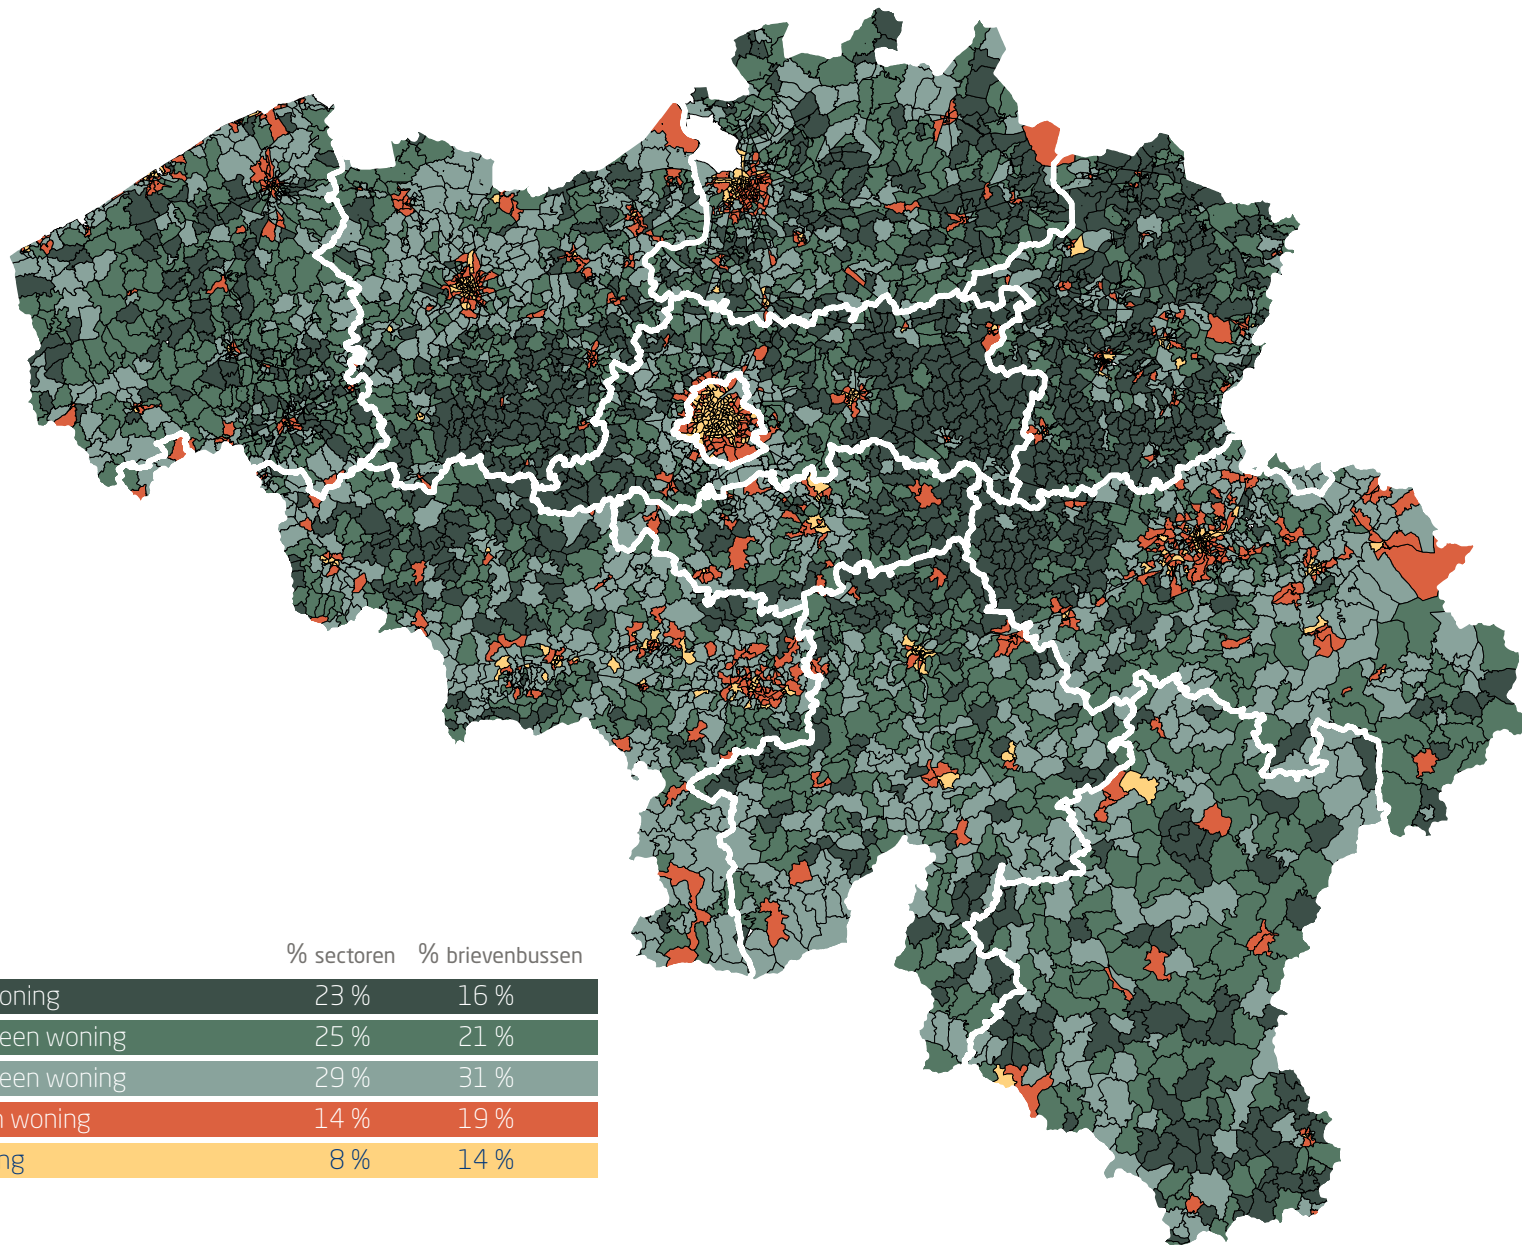 % sectoren % brievenbussen
oning 23 % 16 %
een woning 25 % 21 %
een woning 29 % 31 %
n woning 14 % 19 %
ng 8 % 14 %